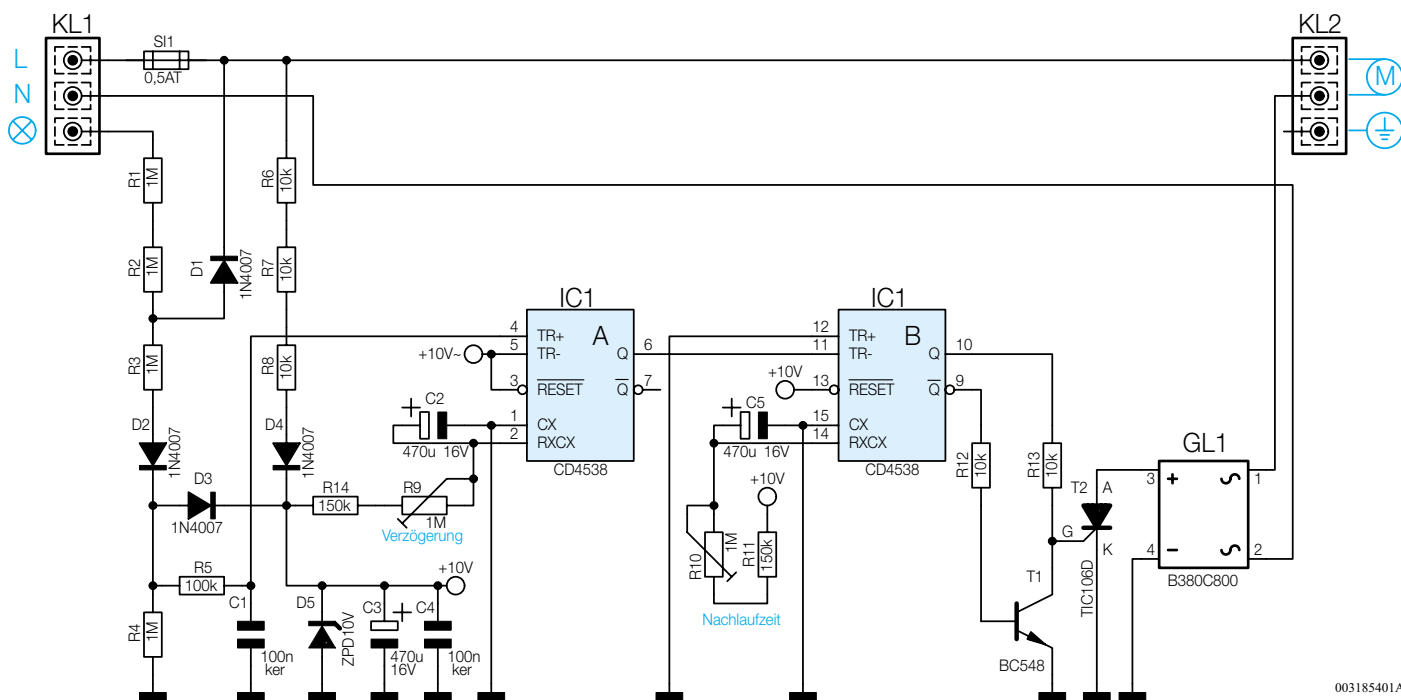 KL1
KL2
L
N
SI1
0,5AT
M
R1
1M
R2
1M
R3
1M
R6
10k
R7
10k
R8
10k
D1
1N4007
D2
1N4007
D4
1N4007
D3
1N4007
R14
150k
R9
1M
Verzögerung
R5
100k
R4
1M
C1
100n
ker
D5
ZPD10V
C3
+
470u
16V
C4
100n
ker
+10V
IC1
A
4
TR+
5
TR-
3
RESET
1
CX
2
RXCX
Q
6
Q
7
CD4538
+10V~
+
C2
470u
16V
IC1
B
12
TR+
11
TR-
13
RESET
15
CX
14
RXCX
Q
10
Q
9
CD4538
+10V
+
C5
470u
16V
+10V
R10
1M
R11
150k
Nachlaufzeit
R12
10k
R13
10k
T1
BC548
T2
A
G
K
TIC106D
GL1
3
+
1
4
-
2
B380C800
003185401A